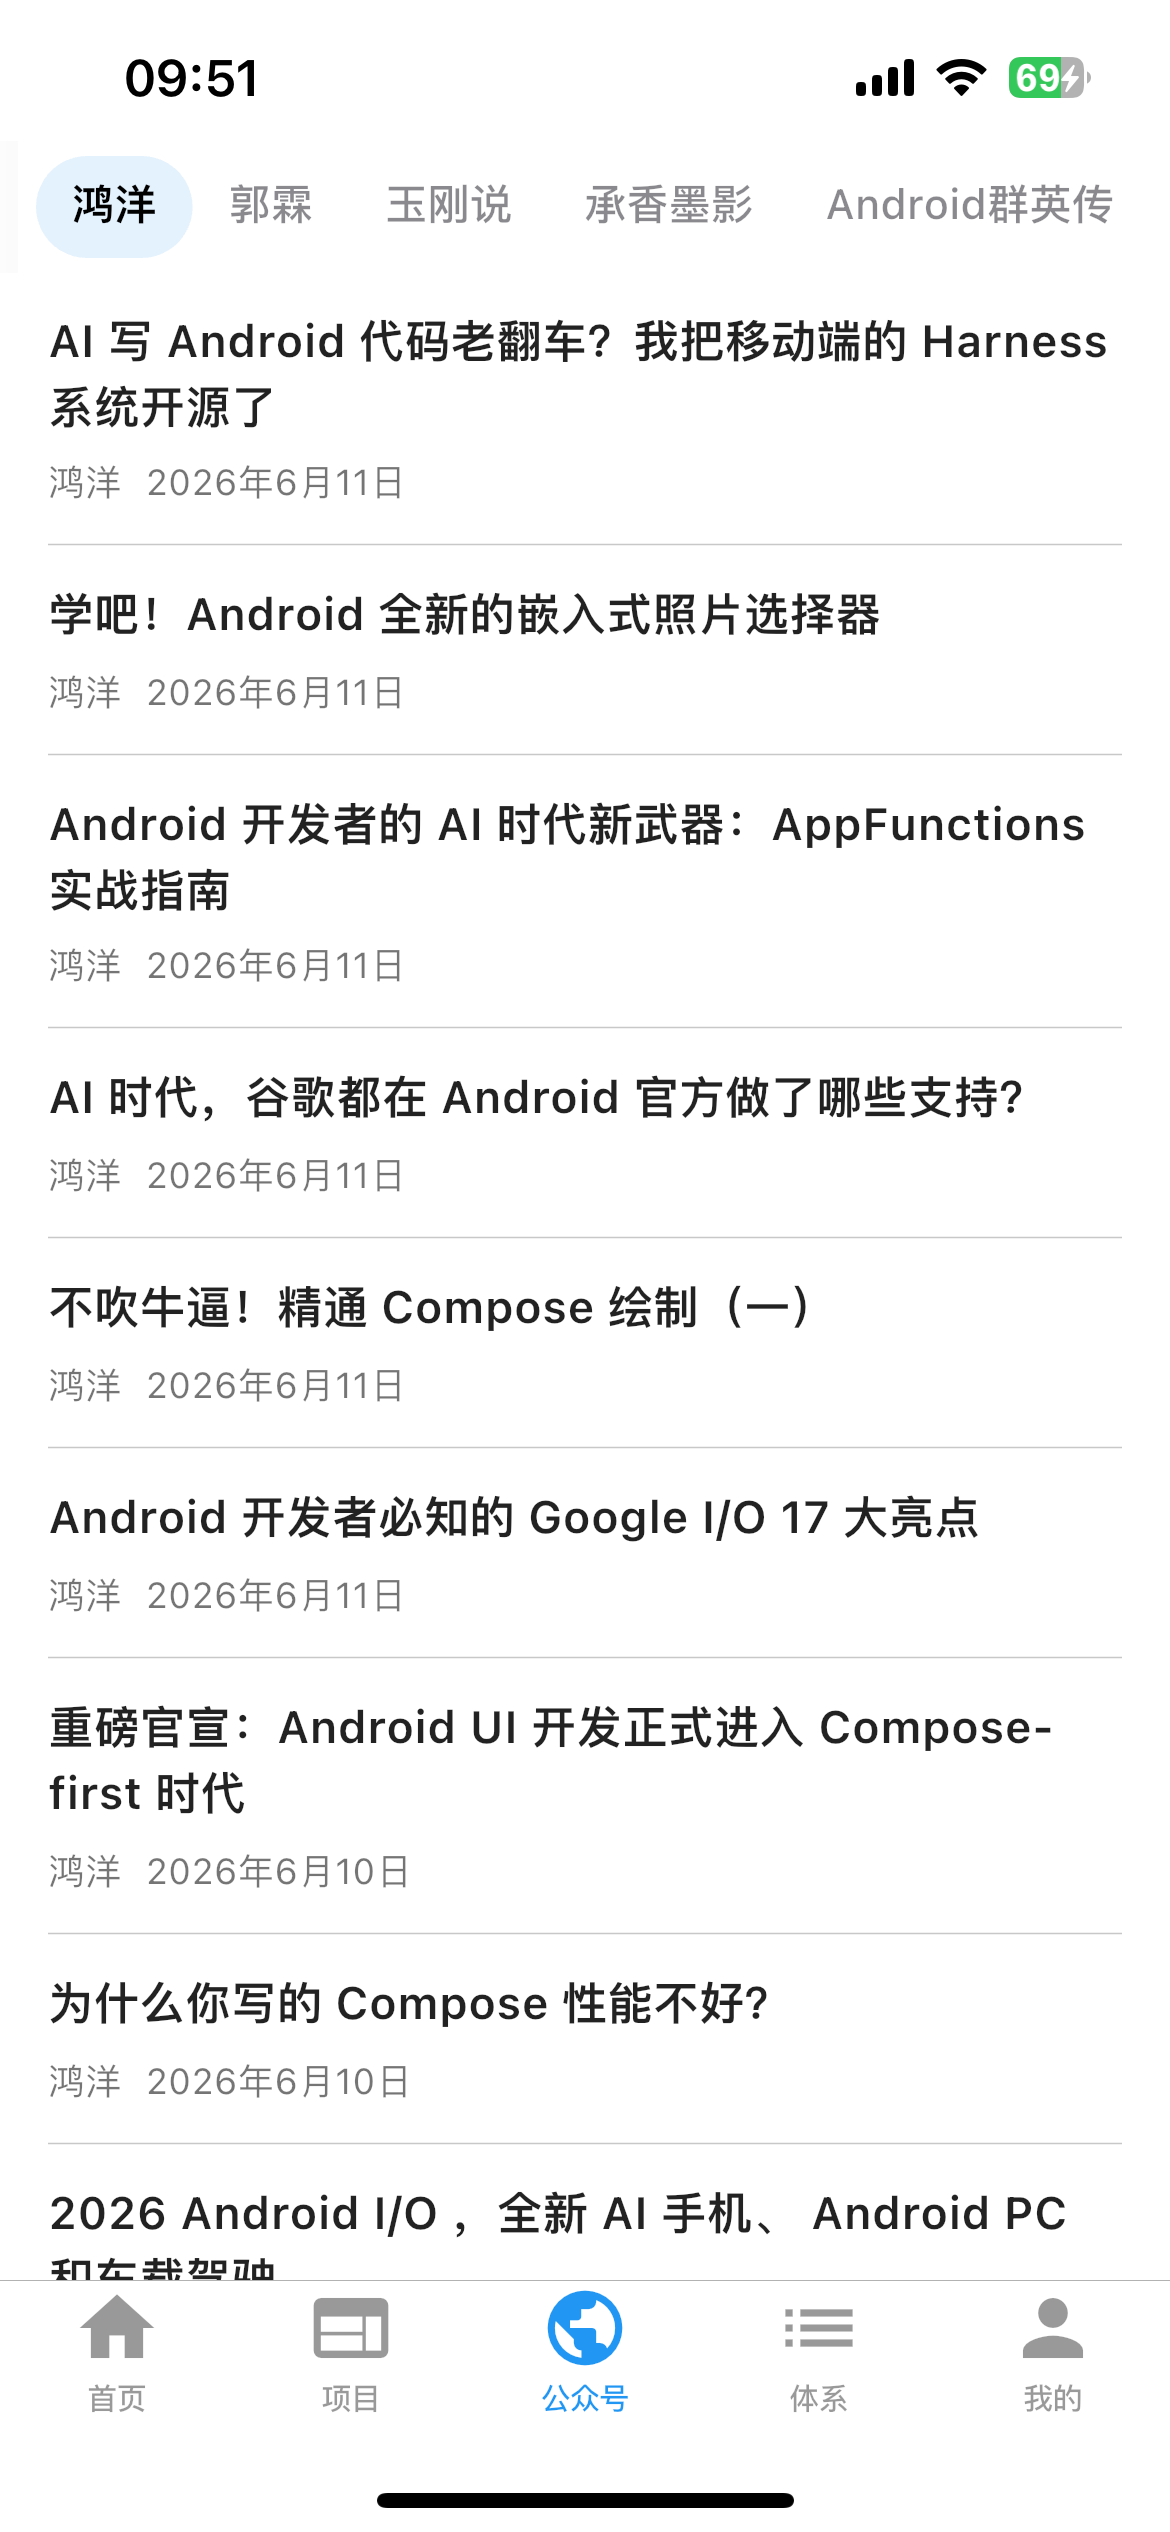 09:51
69
鸿洋 郭霖 玉刚说 承香墨影 Android群英传
AI 写 Android 代码老翻车？我把移动端的 Harness
系统开源了
鸿洋 2026年6月11日
学吧！Android 全新的嵌入式照片选择器
鸿洋 2026年6月11日
Android 开发者的 AI 时代新武器：AppFunctions
实战指南
鸿洋 2026年6月11日
AI 时代，谷歌都在 Android 官方做了哪些支持?
鸿洋 2026年6月11日
不吹牛逼！精通 Compose 绘制（一）
鸿洋 2026年6月11日
Android 开发者必知的 Google I/O 17 大亮点
鸿洋 2026年6月11日
重磅官宣：Android UI 开发正式进入 Compose-
first 时代
鸿洋 2026年6月10日
为什么你写的 Compose 性能不好?
鸿洋 2026年6月10日
2026 Android I/O ，全新 AI 手机、 Android PC
和车载驾驶
首页 项目 公众号 体系 我的